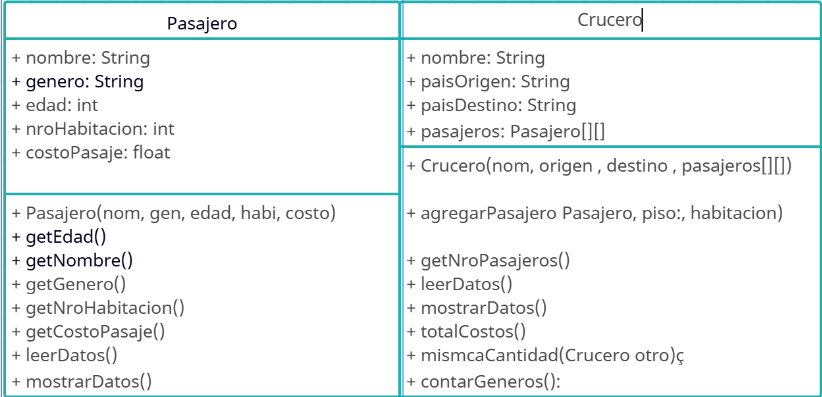 Pasajero
+ nombre: String
+ genero: String
+ edad: int
+ nroHabitacion: int
+ costoPasaje: float
+ Pasajero(nom, gen, edad, habi, costo)
+ getEdad()
+ getNombre()
+ getGenero()
+ getNroHabitacion()
+ getCostoPasaje()
+ leerDatos()
+ mostrarDatos()
Crucero
+ nombre: String
+ paisOrigen: String
+ paisDestino: String
+ pasajeros: Pasajero[][]
+ Crucero(nom, origen , destino , pasajeros[][])
+ agregarPasajero Pasajero, piso:, habitacion)
+ getNroPasajeros()
+ leerDatos()
+ mostrarDatos()
+ totalCostos()
+ mismcaCantidad(Crucero otro)ç
+ contarGeneros():